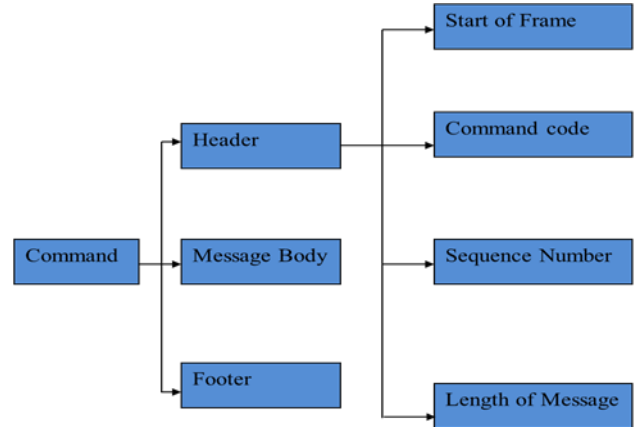 Start of Frame
Header
Command code
Command
Message Body
Sequence Number
Footer
Length of Message